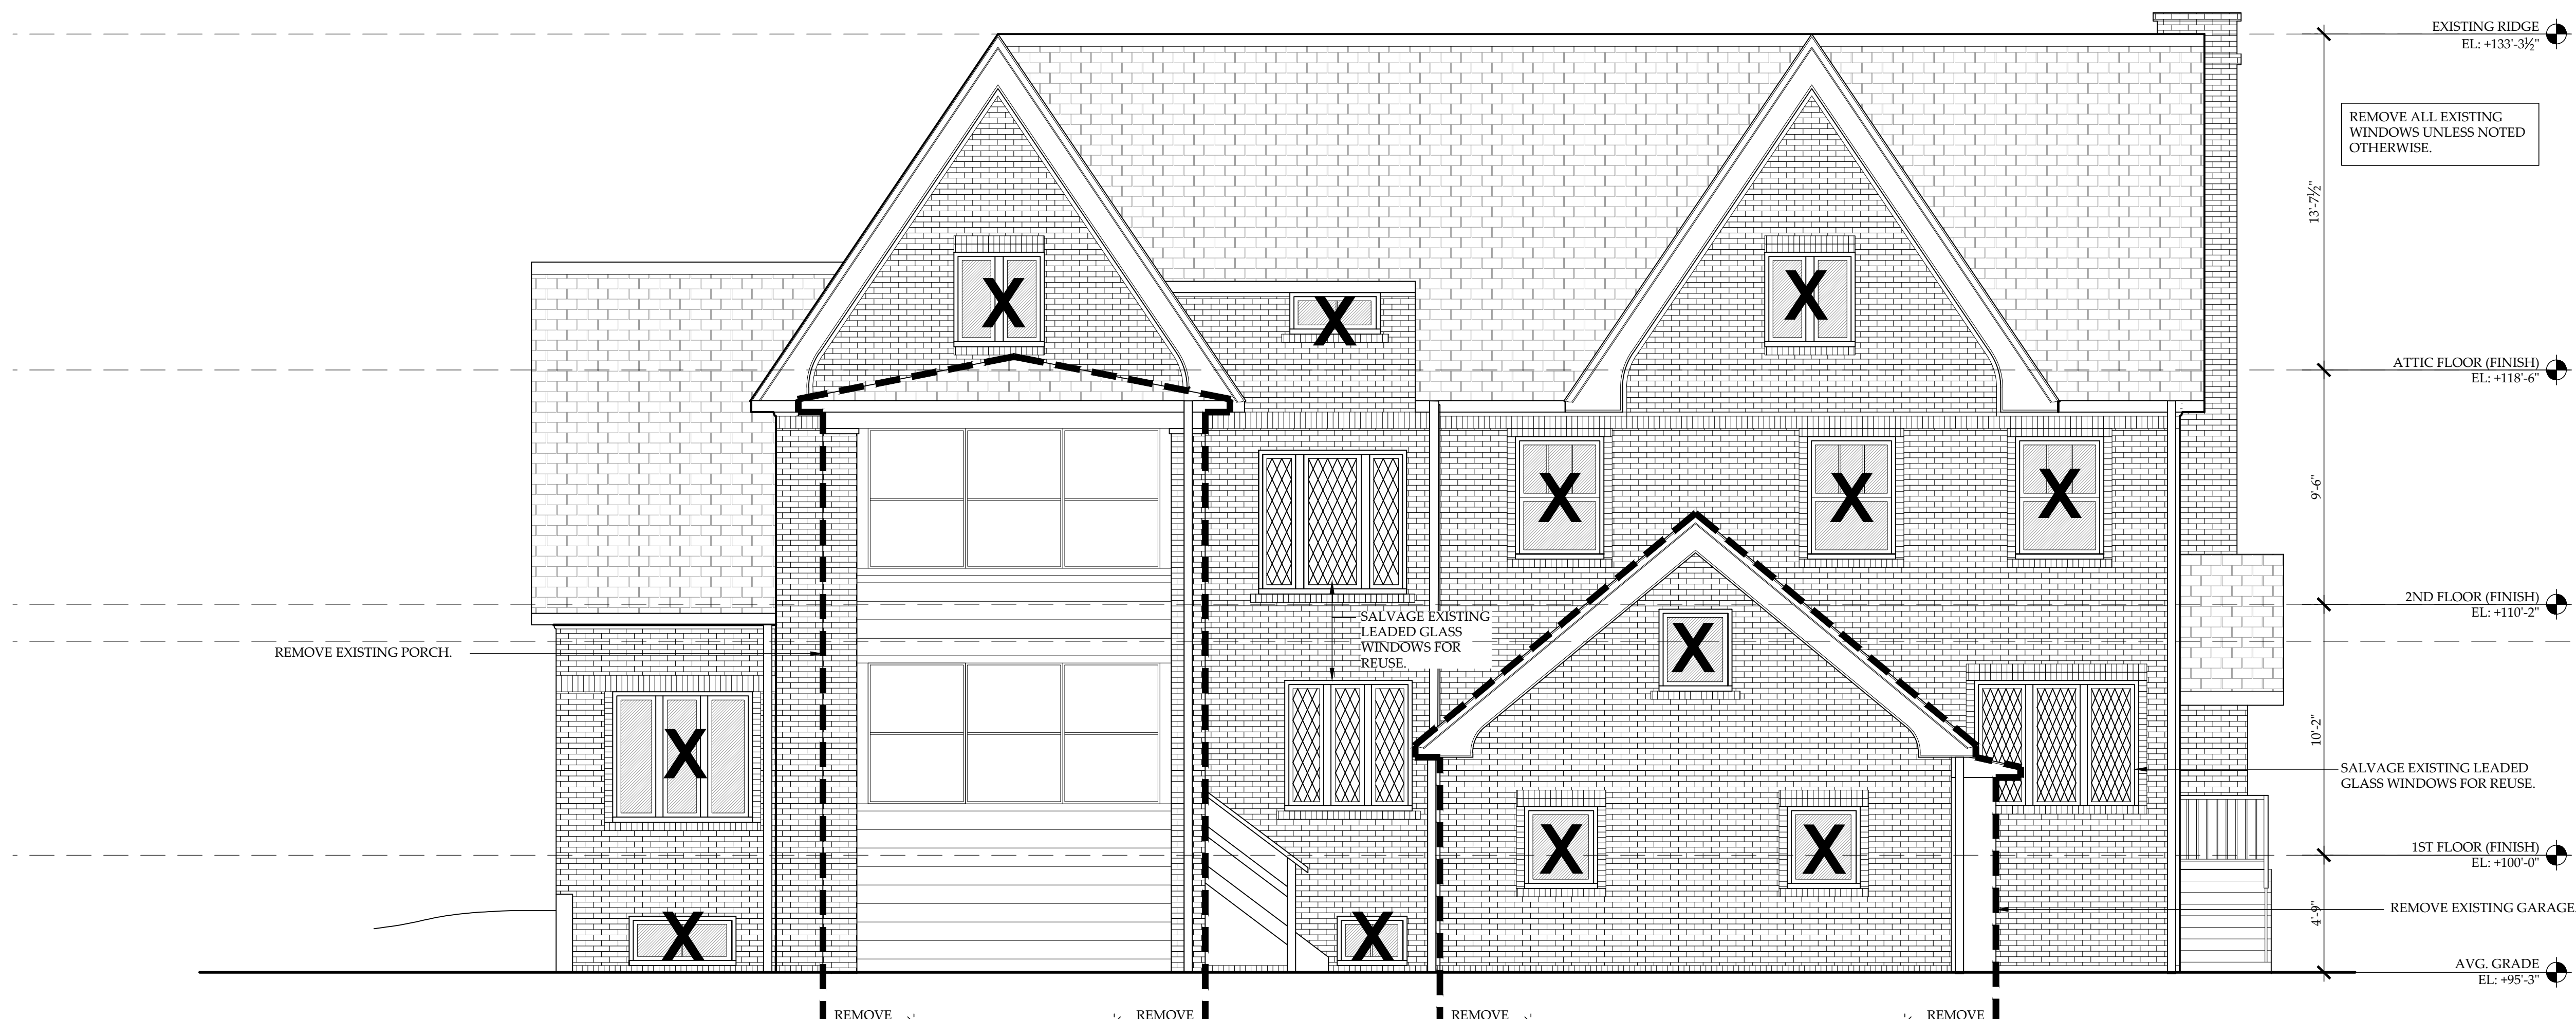 EXISTING RIDGE
EL: +133'-3½"
REMOVE ALL EXISTING
WINDOWS UNLESS NOTED
OTHERWISE.
13'-7½"
X
X
X
ATTIC FLOOR (FINISH)
EL: +118'-6"
9'-6"
X
X
X
2ND FLOOR (FINISH)
EL: +110'-2"
SALVAGE EXISTING
LEADED GLASS
WINDOWS FOR
REUSE.
REMOVE EXISTING PORCH.
X
X
10'-2"
SALVAGE EXISTING LEADED
GLASS WINDOWS FOR REUSE.
X
X
1ST FLOOR (FINISH)
EL: +100'-0"
4'-9"
REMOVE EXISTING GARAGE
X
X
AVG. GRADE
EL: +95'-3"
REMOVE
REMOVE
REMOVE
REMOVE